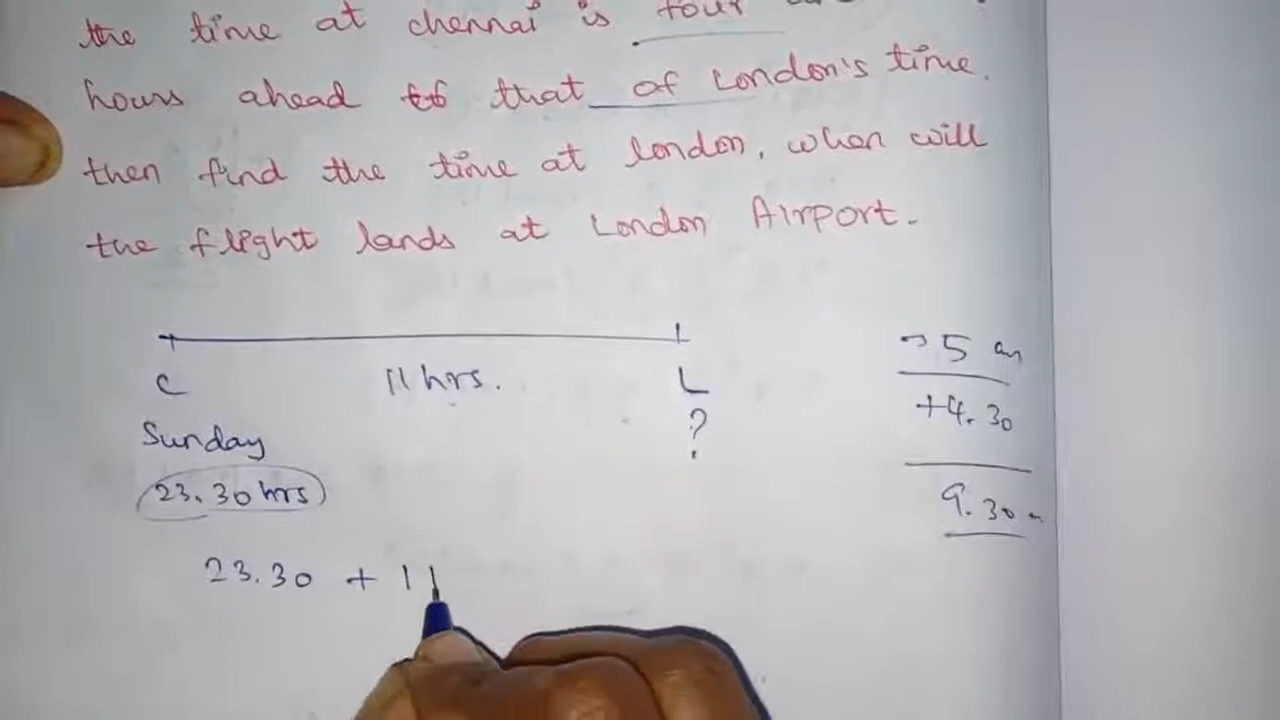 the time at chennai is four
hours ahead that of London's time.
then find the time at london, when will
the flight lands at London Airport.
C 11 hrs. L
Sunday ?
23.30 hrs
23.30 + 11
5 am
+4.30
9.30